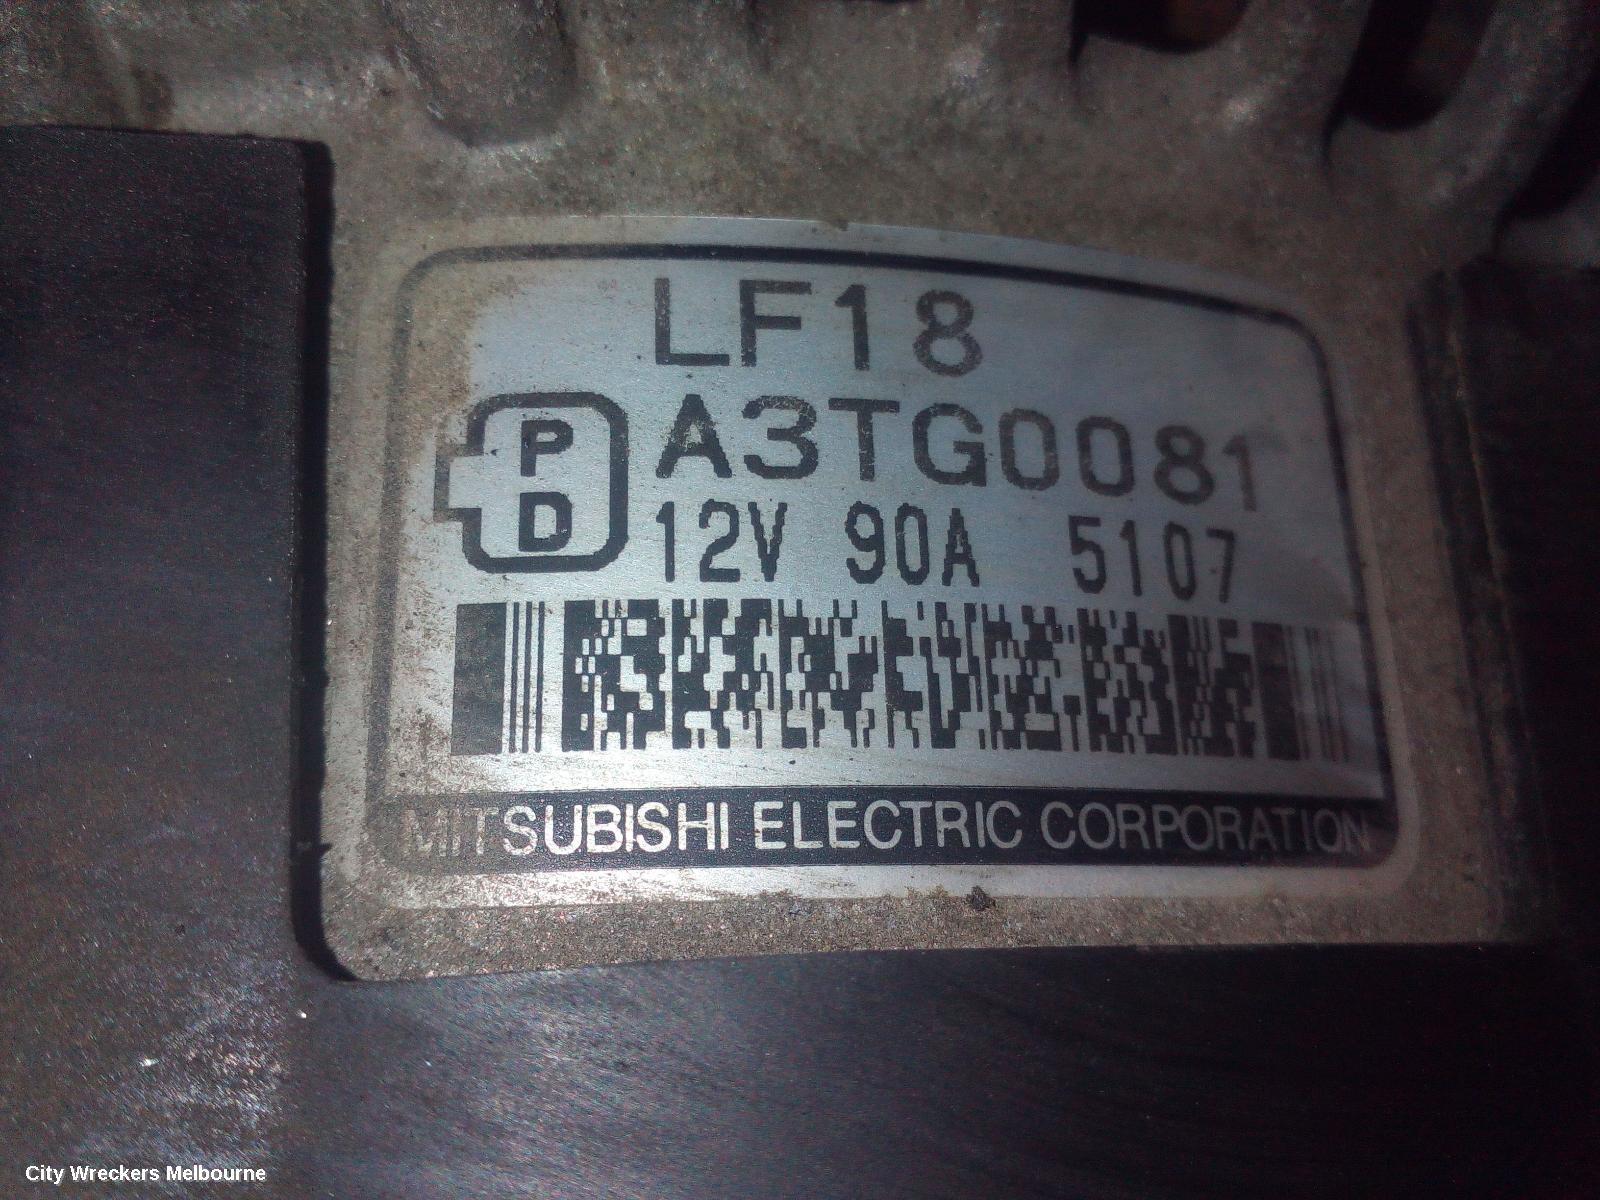 LF18
P
D
A3TG0081
12V 90A 5107
MITSUBISHI ELECTRIC CORPORATION
City Wreckers Melbourne